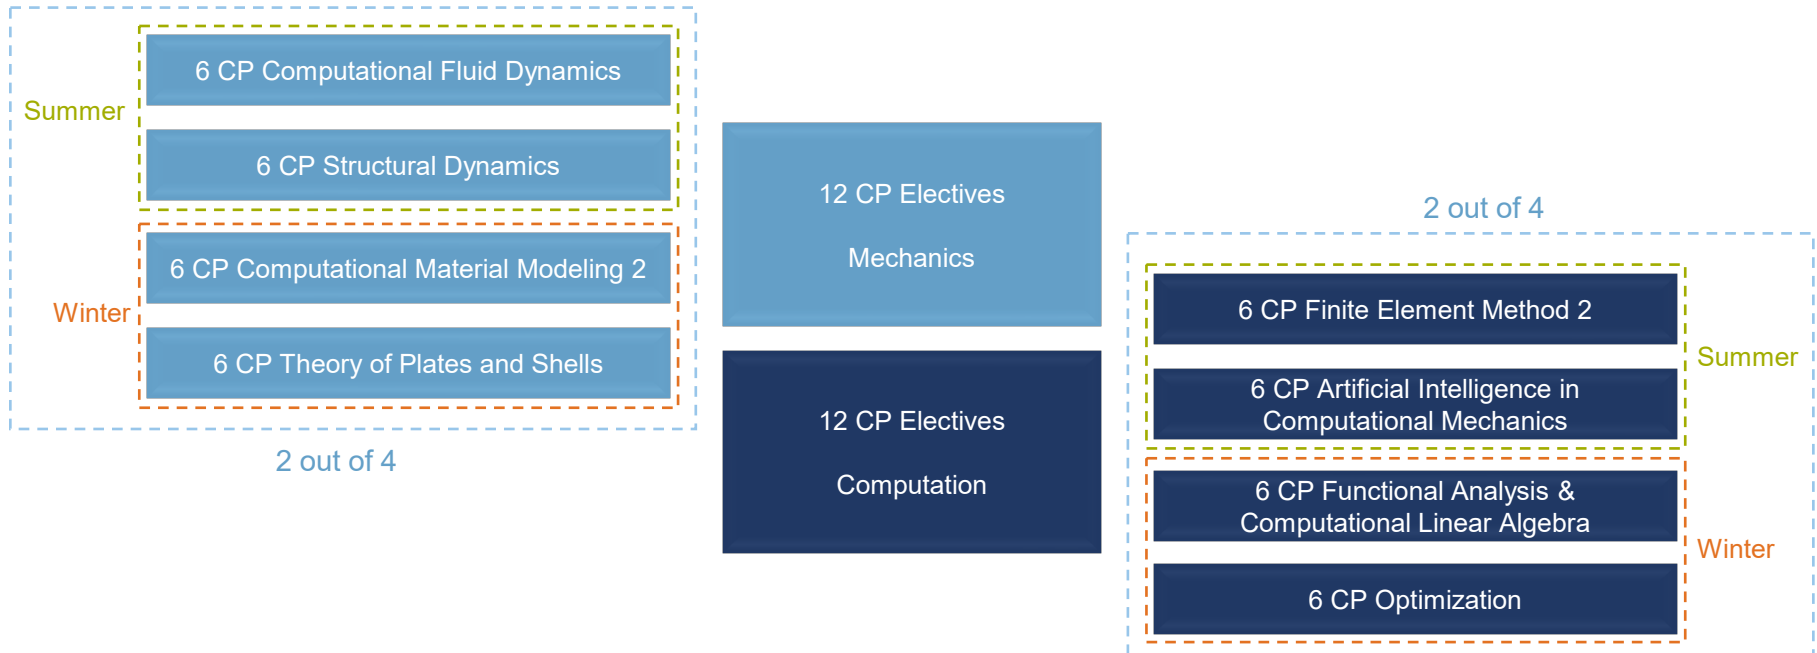 Summer
6 CP Computational Fluid Dynamics
6 CP Structural Dynamics
Winter
6 CP Computational Material Modeling 2
6 CP Theory of Plates and Shells
2 out of 4
12 CP Electives
Mechanics
12 CP Electives
Computation
2 out of 4
6 CP Finite Element Method 2
6 CP Artificial Intelligence in
Computational Mechanics
Summer
6 CP Functional Analysis &
Computational Linear Algebra
6 CP Optimization
Winter